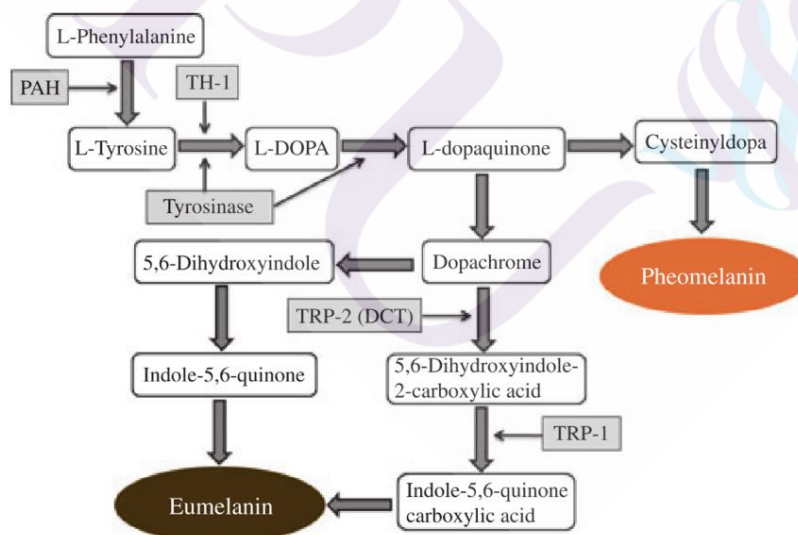 L-Phenylalanine
PAH
TH-1
L-Tyrosine
L-DOPA
L-dopaquinone
Cysteinyldopa
Tyrosinase
5,6-Dihydroxyindole
Dopachrome
Pheomelanin
TRP-2 (DCT)
Indole-5,6-quinone
5,6-Dihydroxyindole-
2-carboxylic acid
TRP-1
Eumelanin
Indole-5,6-quinone
carboxylic acid